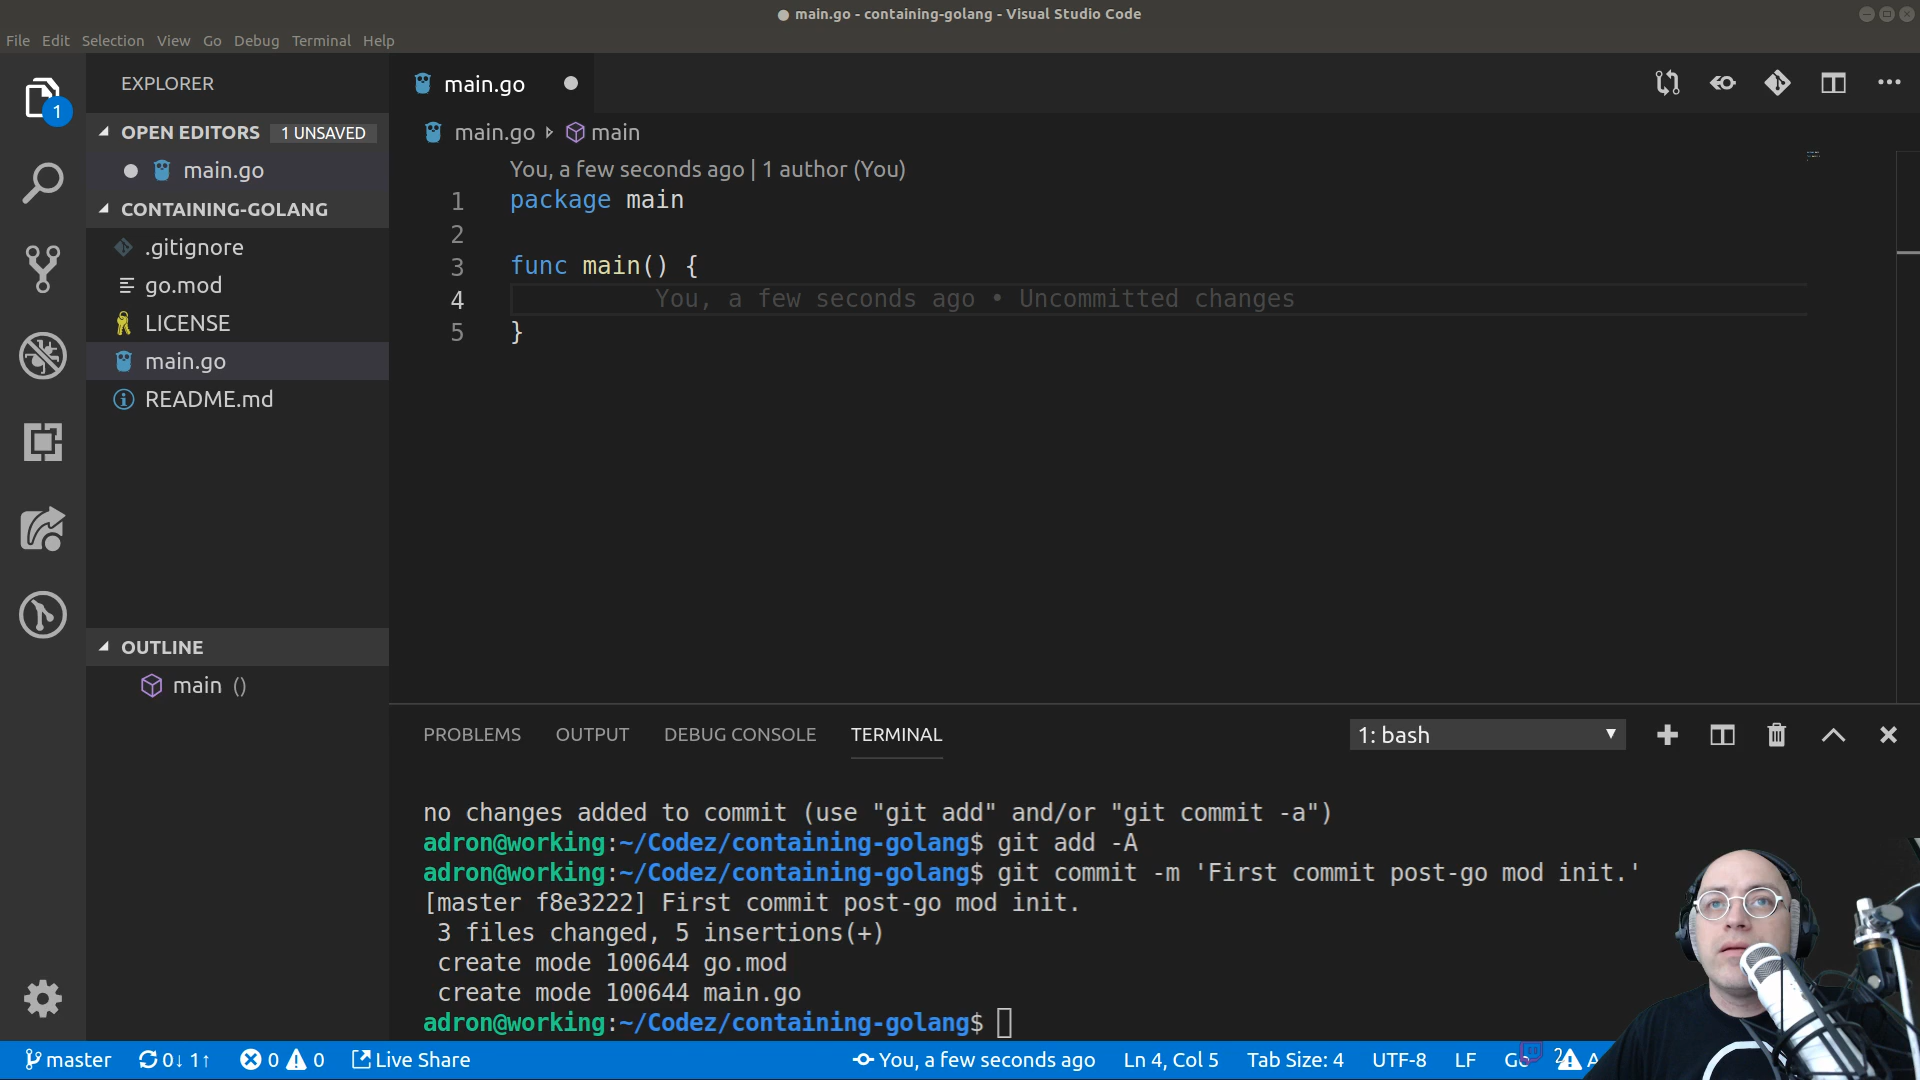 ● main.go - containing-golang - Visual Studio Code
File Edit Selection View Go Debug Terminal Help
1
EXPLORER
OPEN EDITORS 1 UNSAVED
main.go
CONTAINING-GOLANG
.gitignore
go.mod
LICENSE
main.go
README.md
OUTLINE
main ()
main.go
main.go main
You, a few seconds ago | 1 author (You)
1 package main
2
3 func main() {
4 You, a few seconds ago • Uncommitted changes
5 }
PROBLEMS OUTPUT DEBUG CONSOLE TERMINAL 1: bash
no changes added to commit (use "git add" and/or "git commit -a")
adron@working:~/Codez/containing-golang$ git add -A
adron@working:~/Codez/containing-golang$ git commit -m 'First commit post-go mod init.'
[master f8e3222] First commit post-go mod init.
3 files changed, 5 insertions(+)
create mode 100644 go.mod
create mode 100644 main.go
adron@working:~/Codez/containing-golang$
master 0↓ 1↑ 0 0 Live Share You, a few seconds ago Ln 4, Col 5 Tab Size: 4 UTF-8 LF Go